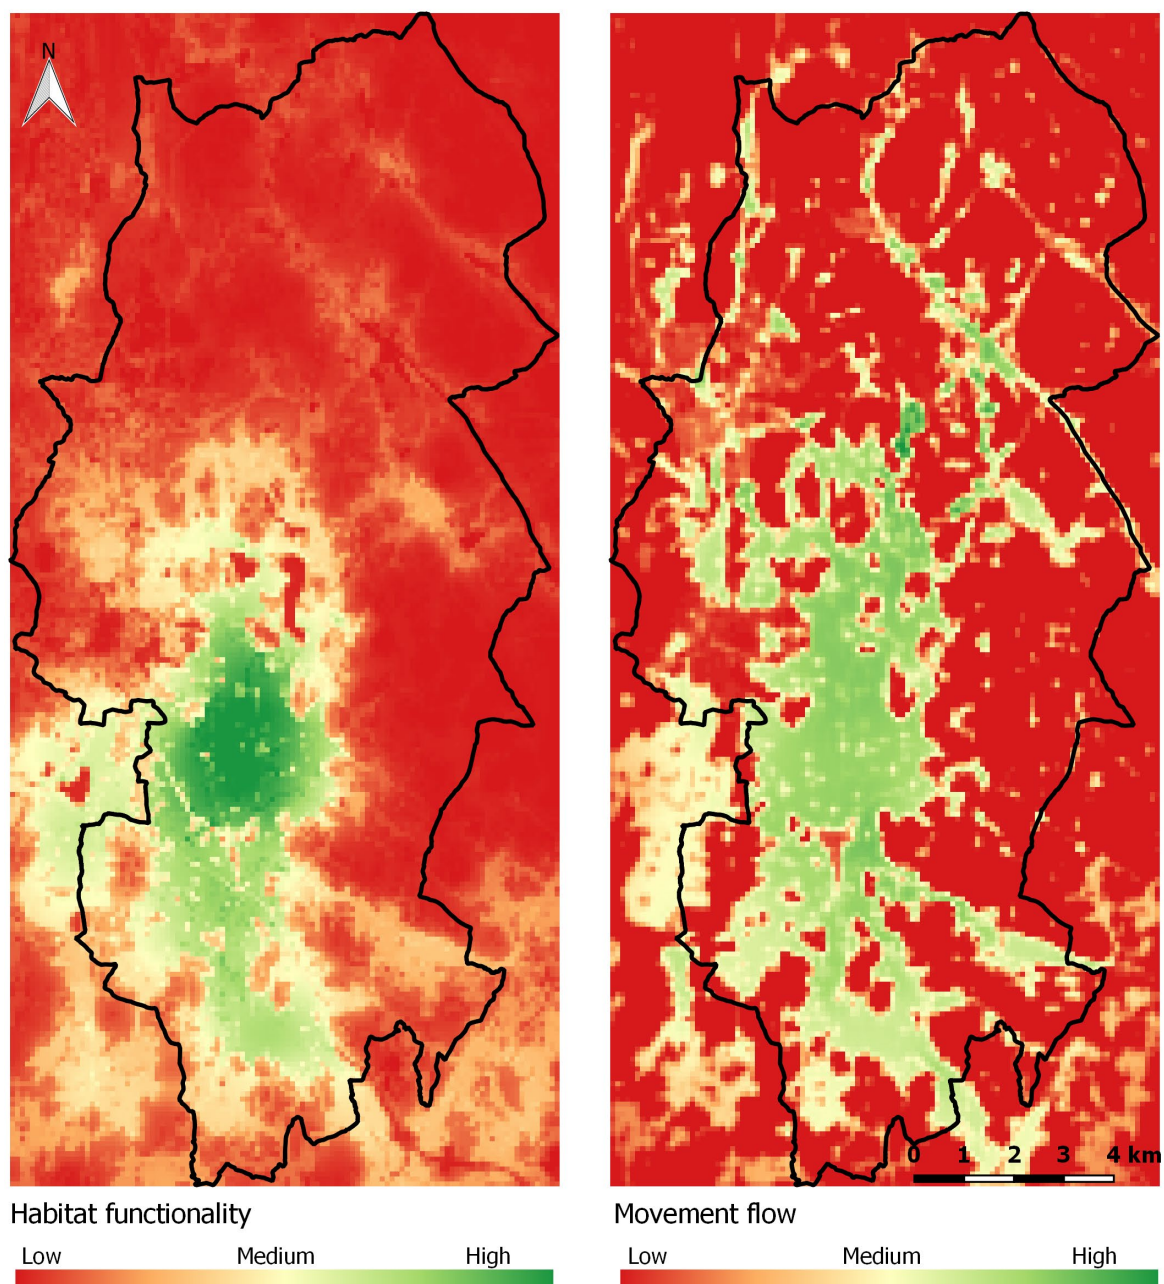 N
0 1 2 3 4 km
Habitat functionality
Movement flow
Low Medium High
Low Medium High